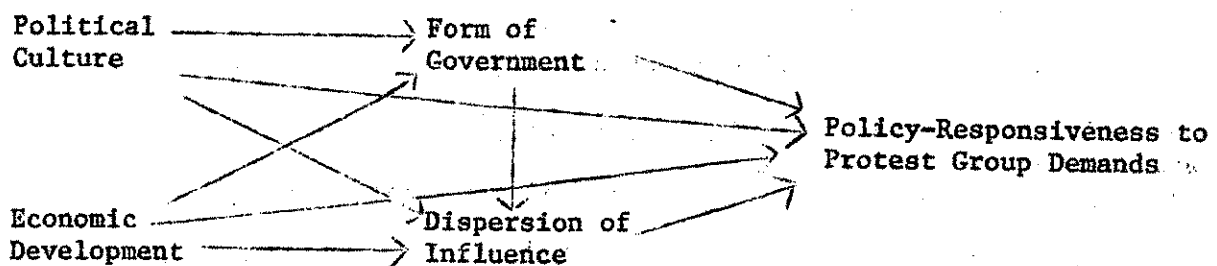 Political
Culture
Form of
Government
Policy-Responsiveness to
Protest Group Demands
Economic
Development
Dispersion of
Influence